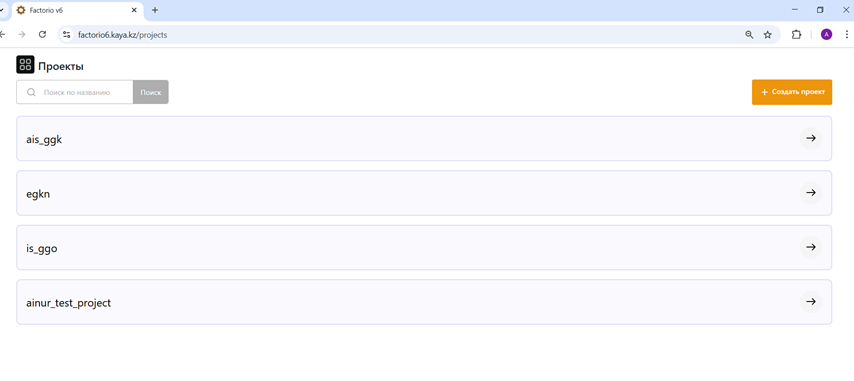 Factorio v6
factorio6.kaya.kz/projects
A
Проекты
Поиск по названию
Поиск
+ Создать проект
ais_ggk
egkn
is_ggo
ainur_test_project